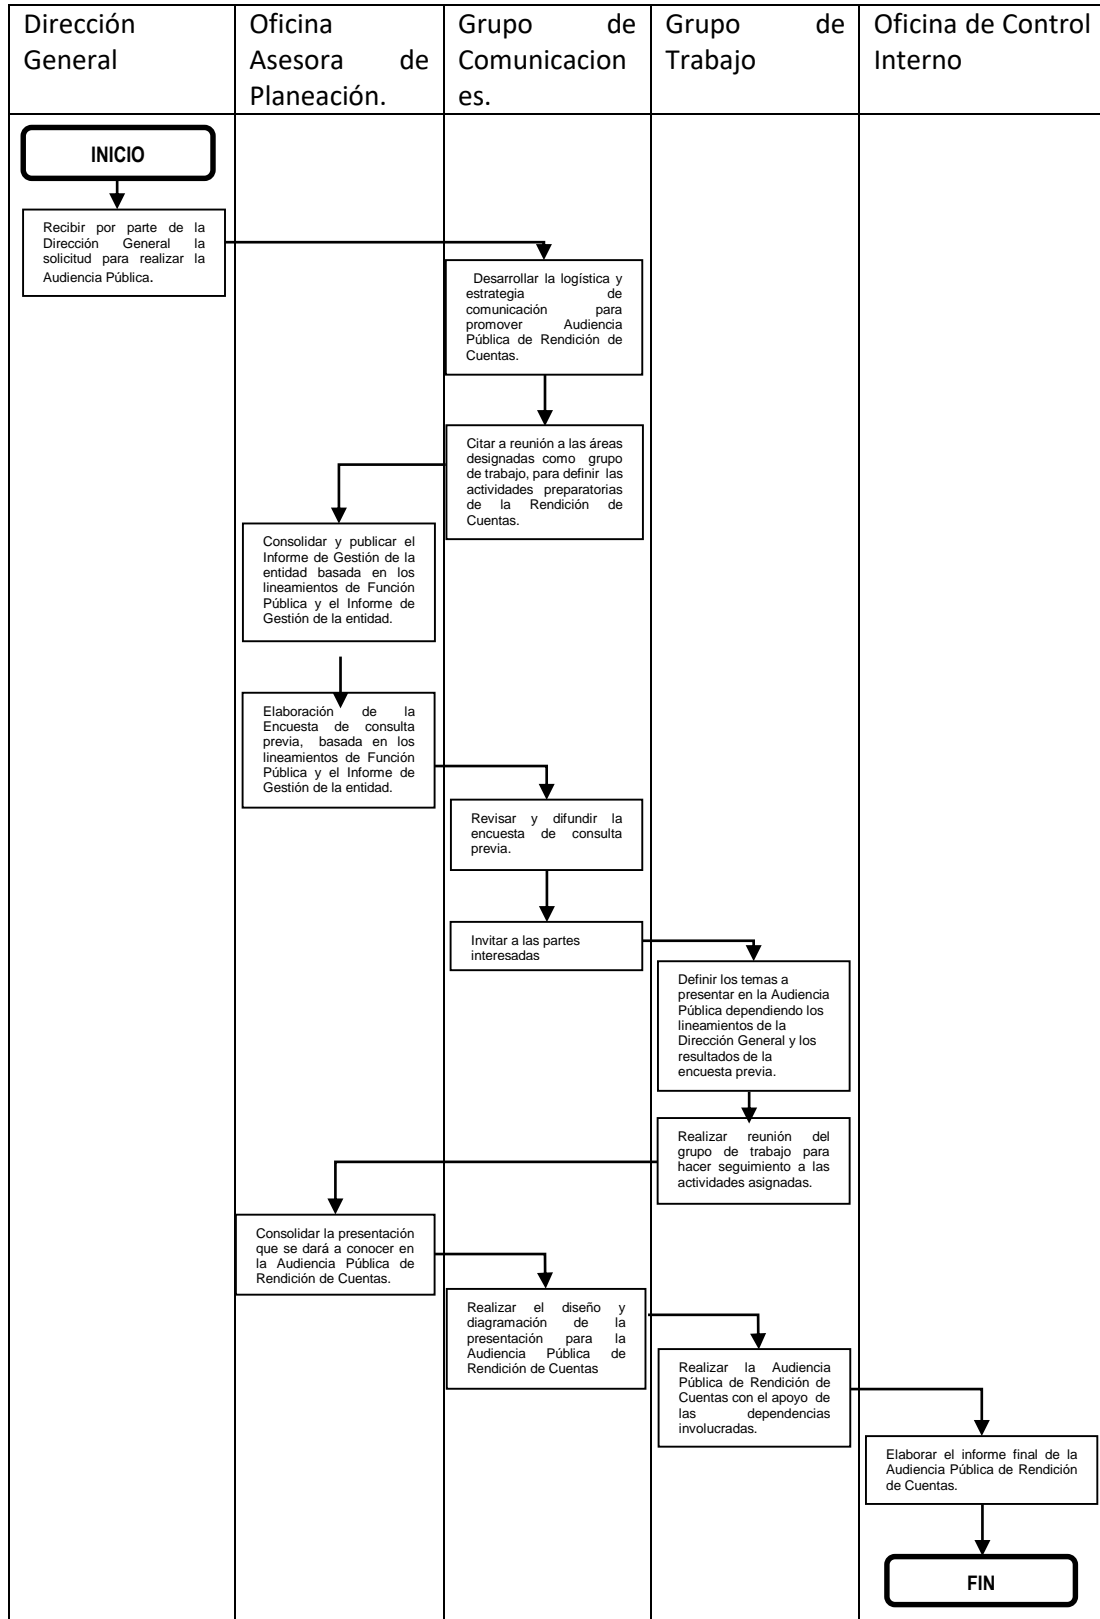 Dirección
General
Oficina
Asesora de
Planeación.
Grupo de
Comunicacion
es.
Grupo de
Trabajo
Oficina de Control
Interno
INICIO
Recibir por parte de la
Dirección General la
solicitud para realizar la
Audiencia Pública.
Desarrollar la logística y
estrategia de
comunicación para
promover Audiencia
Pública de Rendición de
Cuentas.
Citar a reunión a las áreas
designadas como grupo
de trabajo, para definir las
actividades preparatorias
de la Rendición de
Cuentas.
Consolidar y publicar el
Informe de Gestión de la
entidad basada en los
lineamientos de Función
Pública y el Informe de
Gestión de la entidad.
Elaboración de la
Encuesta de consulta
previa, basada en los
lineamientos de Función
Pública y el Informe de
Gestión de la entidad.
Revisar y difundir la
encuesta de consulta
previa.
Invitar a las partes
interesadas
Definir los temas a
presentar en la Audiencia
Pública dependiendo los
lineamientos de la
Dirección General y los
resultados de la
encuesta previa.
Realizar reunión del
grupo de trabajo para
hacer seguimiento a las
actividades asignadas.
Consolidar la presentación
que se dará a conocer en
la Audiencia Pública de
Rendición de Cuentas.
Realizar el diseño y
diagramación de la
presentación para la
Audiencia Pública de
Rendición de Cuentas
Realizar la Audiencia
Pública de Rendición de
Cuentas con el apoyo de
las dependencias
involucradas.
Elaborar el informe final de la
Audiencia Pública de Rendición
de Cuentas.
FIN